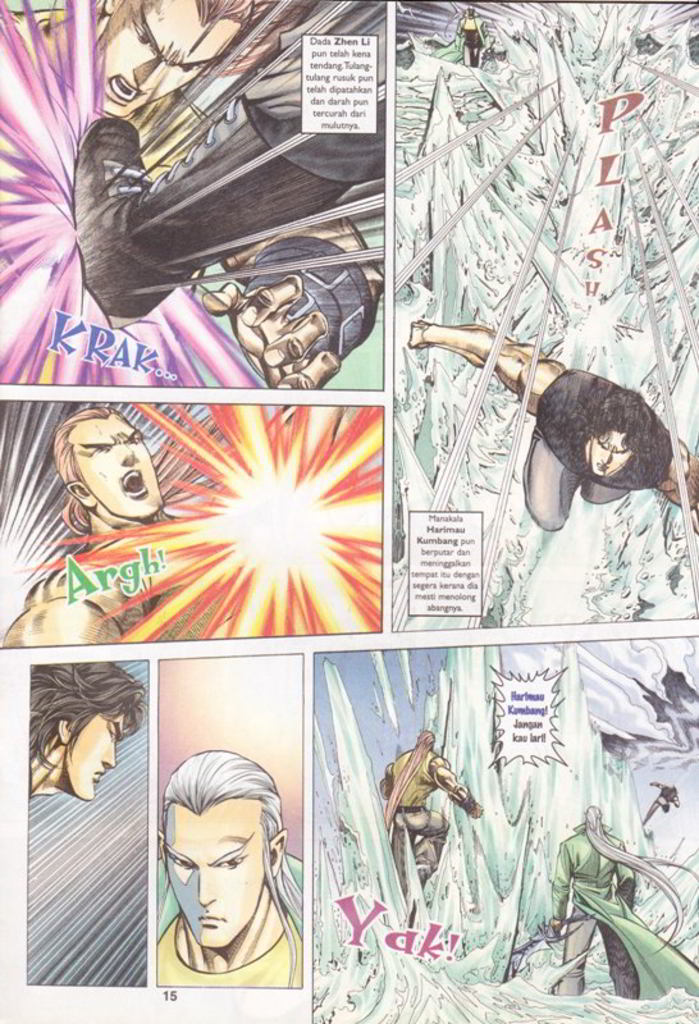 Dada Zhen Li
pun telah kena
tendang.Tulang-
tulang rusuk pun
telah dipatahkan
dan darah pun
tercurah dari
mulutnya.
KRAK...
PLASH
Manakala
Harimau
Kumbang pun
berputar dan
meninggalkan
tempat itu dengan
segera kerana dia
mesti menolong
abangnya.
Argh!
Harimau
Kumbang!
Jangan
kau lari!
Yak!
15